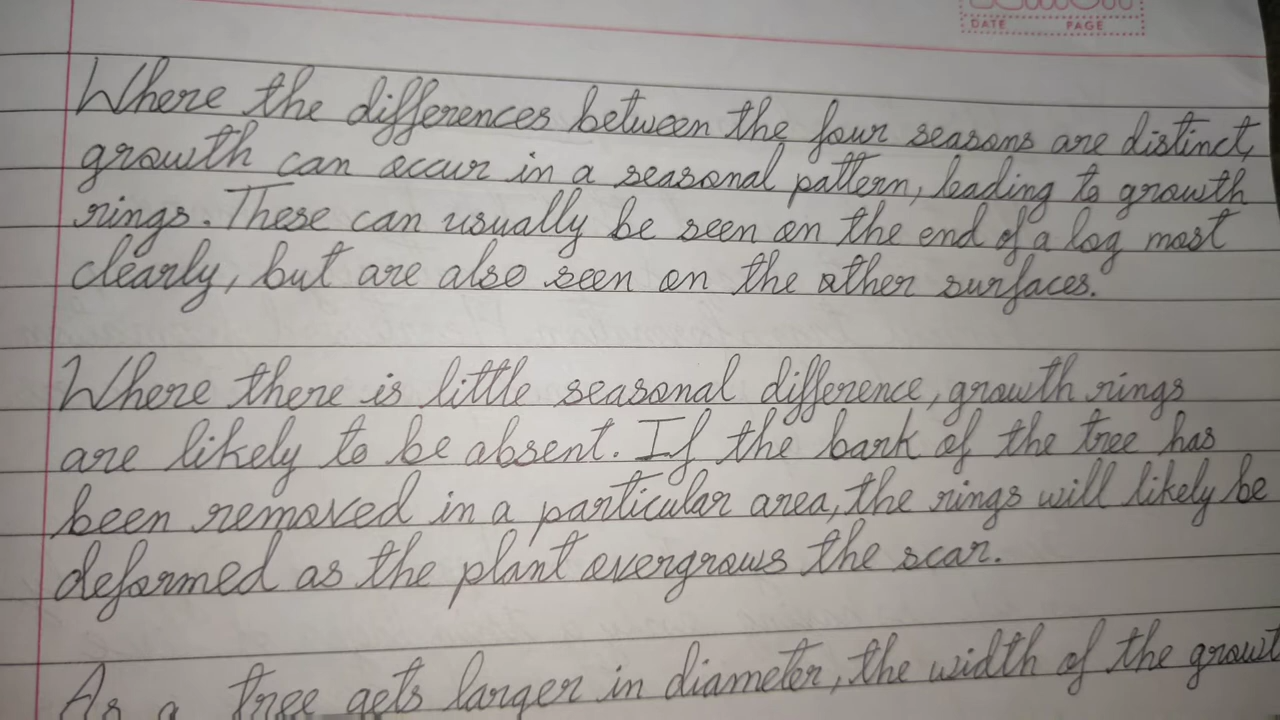 DATE PAGE
Where the differences between the four seasons are distinct,
growth can occur in a seasonal pattern, leading to growth
rings. These can usually be seen on the end of a log most
clearly, but are also seen on the other surfaces.
Where there is little seasonal difference, growth rings
are likely to be absent. If the bark of the tree has
been removed in a particular area, the rings will likely be
deformed as the plant overgrows the scar.
As a tree gets larger in diameter, the width of the growt